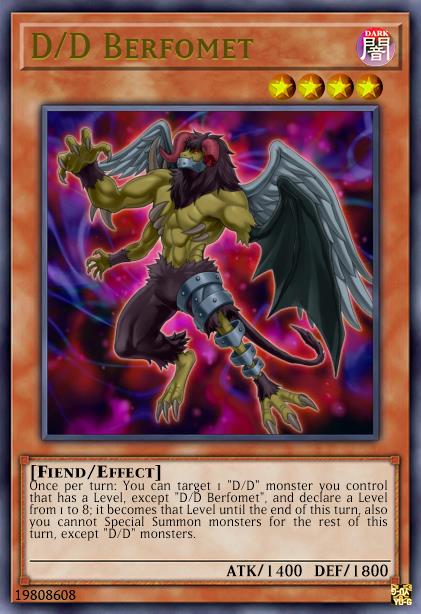 D/D Berfomet
DARK
闇
[Fiend/Effect]
Once per turn: You can target 1 "D/D" monster you control
that has a Level, except "D/D Berfomet", and declare a Level
from 1 to 8; it becomes that Level until the end of this turn, also
you cannot Special Summon monsters for the rest of this
turn, except "D/D" monsters.
ATK/1400 DEF/1800
19808608